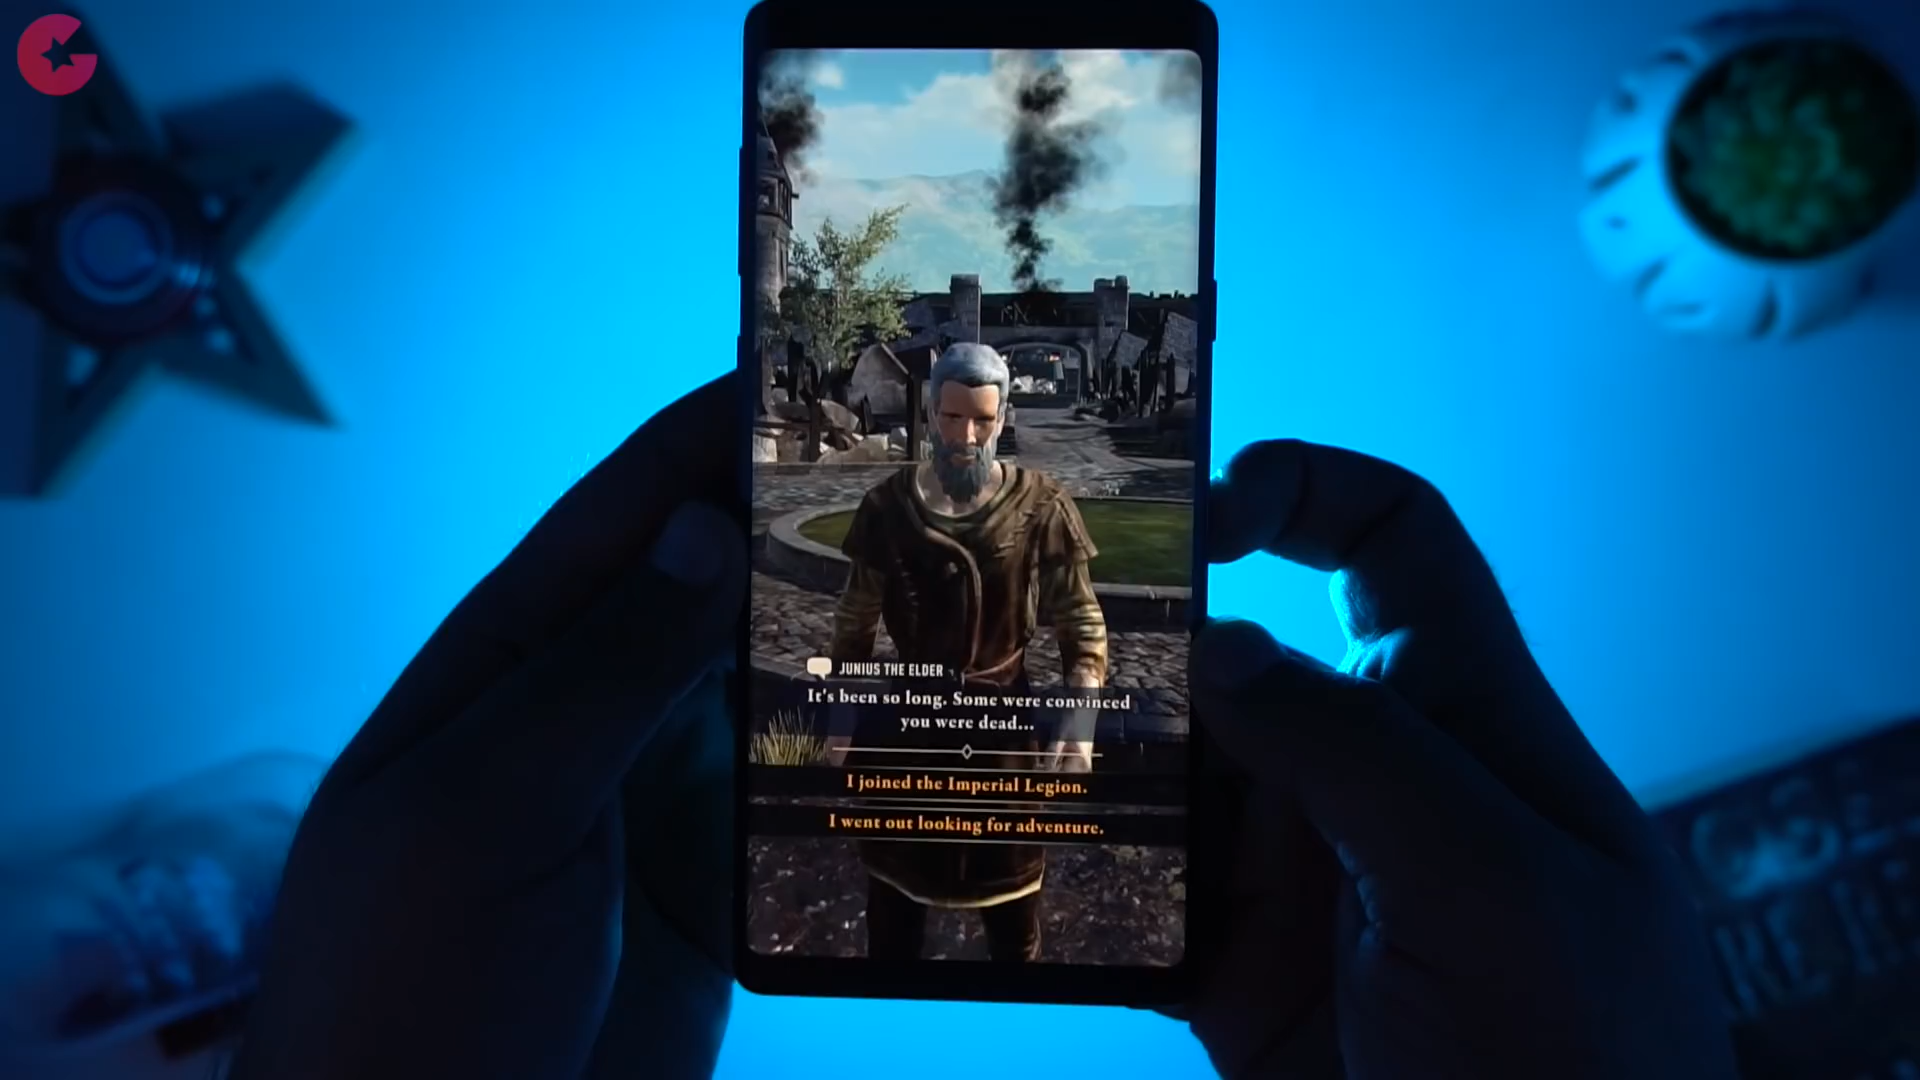 JUNIUS THE ELDER
It's been so long. Some were convinced
you were dead...
I joined the Imperial Legion.
I went out looking for adventure.